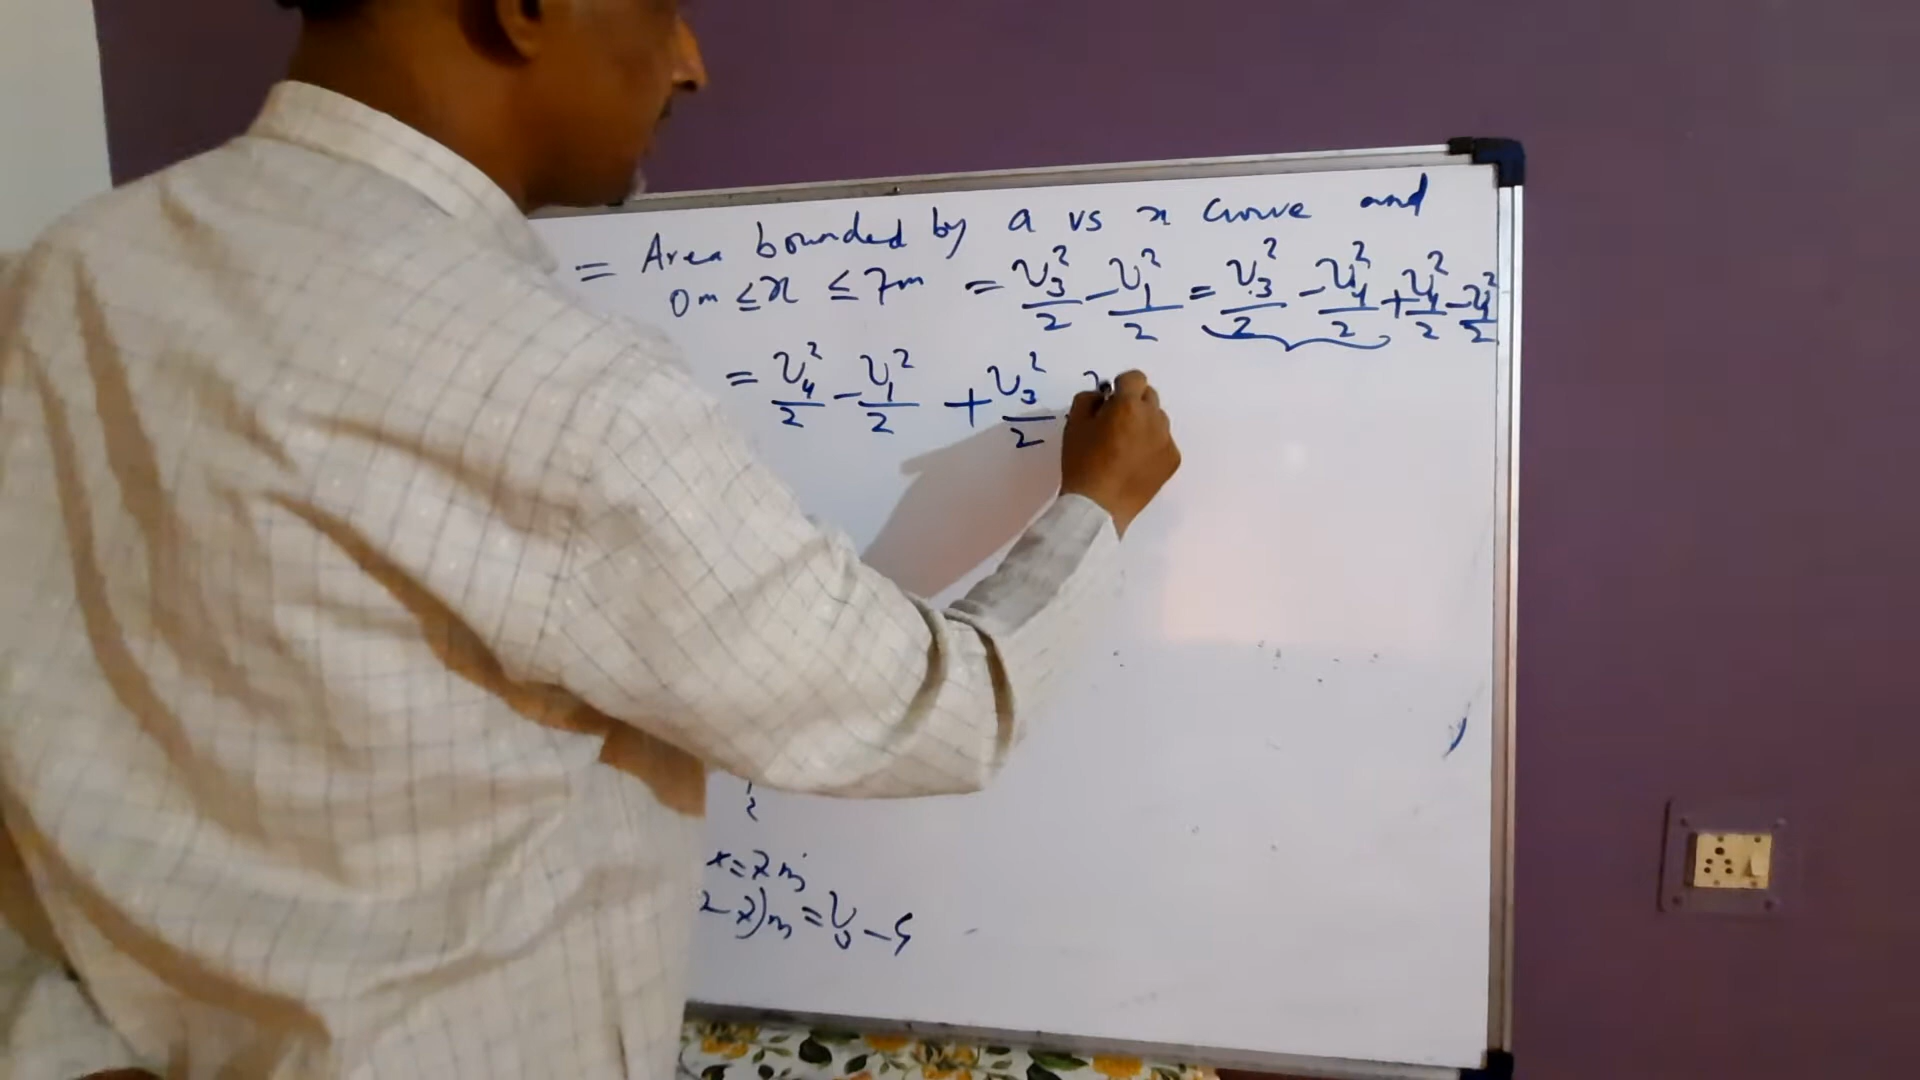 = Area bounded by a vs x curve and
0m ≤ x ≤ 7m = v₃²/2 - v₁²/2 = v₃²/2 - v₄²/2 + v₄²/2 - v₁²/2
= v₄²/2 - v₁²/2 + v₃²/2
x = 7m